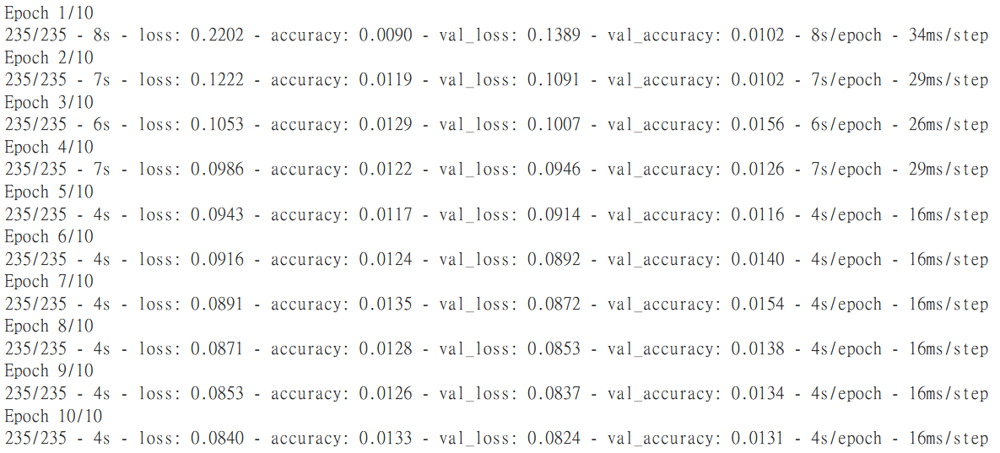 Epoch 1/10
235/235 - 8s - loss: 0.2202 - accuracy: 0.0090 - val_loss: 0.1389 - val_accuracy: 0.0102 - 8s/epoch - 34ms/step
Epoch 2/10
235/235 - 7s - loss: 0.1222 - accuracy: 0.0119 - val_loss: 0.1091 - val_accuracy: 0.0102 - 7s/epoch - 29ms/step
Epoch 3/10
235/235 - 6s - loss: 0.1053 - accuracy: 0.0129 - val_loss: 0.1007 - val_accuracy: 0.0156 - 6s/epoch - 26ms/step
Epoch 4/10
235/235 - 7s - loss: 0.0986 - accuracy: 0.0122 - val_loss: 0.0946 - val_accuracy: 0.0126 - 7s/epoch - 29ms/step
Epoch 5/10
235/235 - 4s - loss: 0.0943 - accuracy: 0.0117 - val_loss: 0.0914 - val_accuracy: 0.0116 - 4s/epoch - 16ms/step
Epoch 6/10
235/235 - 4s - loss: 0.0916 - accuracy: 0.0124 - val_loss: 0.0892 - val_accuracy: 0.0140 - 4s/epoch - 16ms/step
Epoch 7/10
235/235 - 4s - loss: 0.0891 - accuracy: 0.0135 - val_loss: 0.0872 - val_accuracy: 0.0154 - 4s/epoch - 16ms/step
Epoch 8/10
235/235 - 4s - loss: 0.0871 - accuracy: 0.0128 - val_loss: 0.0853 - val_accuracy: 0.0138 - 4s/epoch - 16ms/step
Epoch 9/10
235/235 - 4s - loss: 0.0853 - accuracy: 0.0126 - val_loss: 0.0837 - val_accuracy: 0.0134 - 4s/epoch - 16ms/step
Epoch 10/10
235/235 - 4s - loss: 0.0840 - accuracy: 0.0133 - val_loss: 0.0824 - val_accuracy: 0.0131 - 4s/epoch - 16ms/step